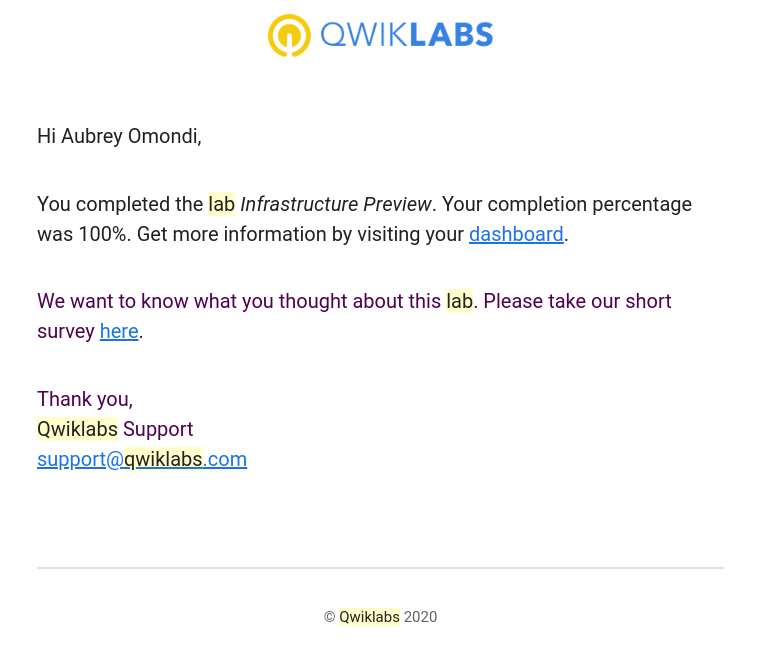 QWIKLABS
Hi Aubrey Omondi,
You completed the lab Infrastructure Preview. Your completion percentage
was 100%. Get more information by visiting your dashboard.
We want to know what you thought about this lab. Please take our short
survey here.
Thank you,
Qwiklabs Support
support@qwiklabs.com
© Qwiklabs 2020